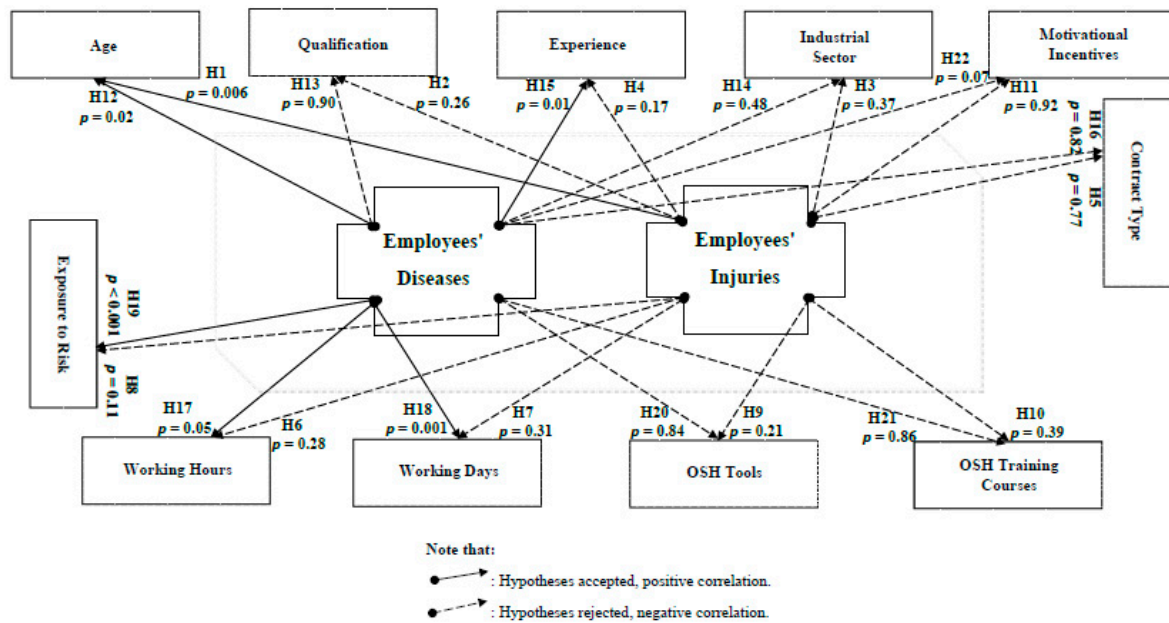 Age
Qualification
Experience
Industrial
Sector
Motivational
Incentives
H1
p = 0.006
H12
p = 0.02
H13
p = 0.90
H2
p = 0.26
H15
p = 0.01
H4
p = 0.17
H14
p = 0.48
H3
p = 0.37
H22
p = 0.07
H11
p = 0.92
H16
p = 0.82
H5
p = 0.77
Contract Type
Employees'
Diseases
Employees'
Injuries
Exposure to Risk
H19
p < 0.001
H8
p = 0.11
H17
p = 0.05
H6
p = 0.28
H18
p = 0.001
H7
p = 0.31
H20
p = 0.84
H9
p = 0.21
H21
p = 0.86
H10
p = 0.39
Working Hours
Working Days
OSH Tools
OSH Training
Courses
Note that:
: Hypotheses accepted, positive correlation.
: Hypotheses rejected, negative correlation.